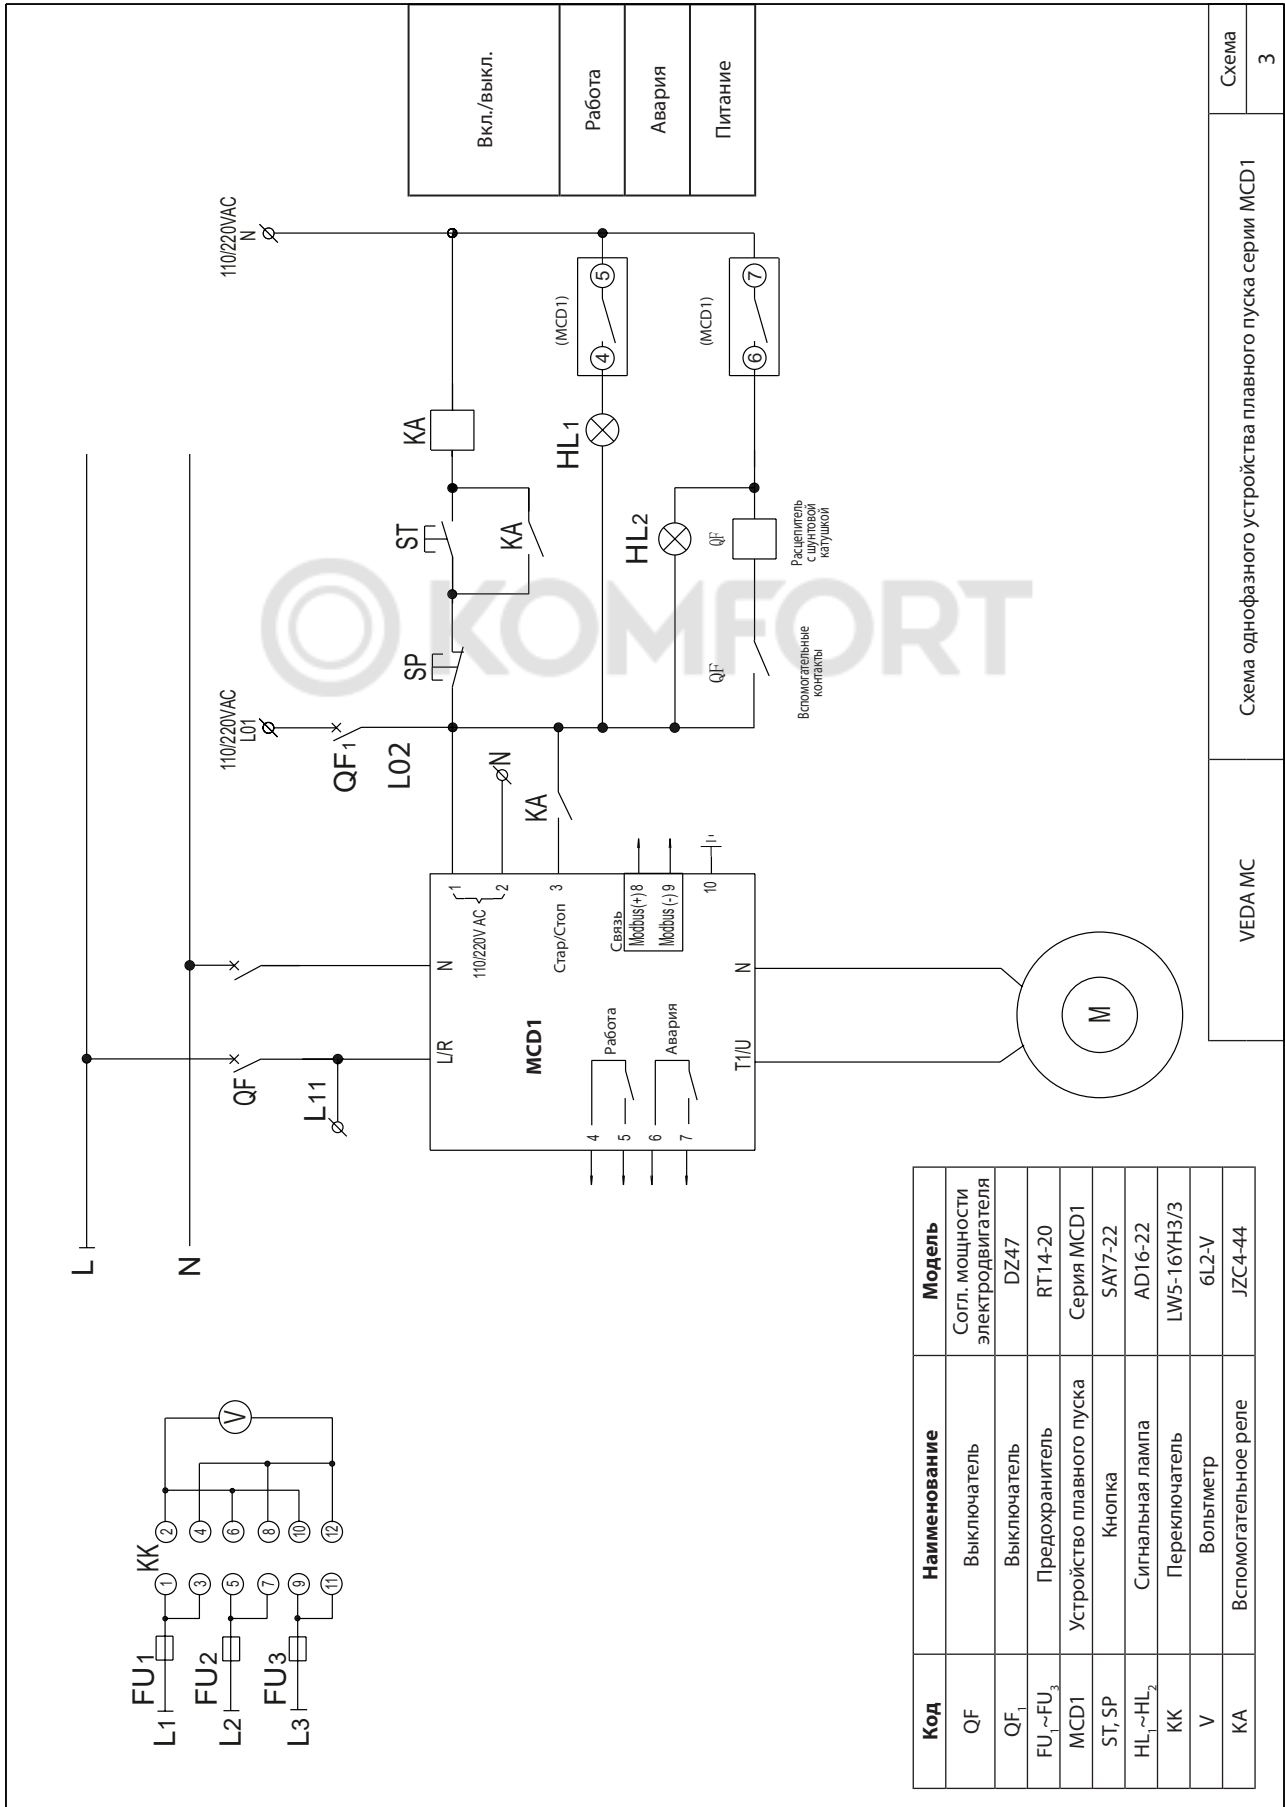 L
N
L1
L2
L3
FU1
FU2
FU3
KK
1
3
5
7
9
11
2
4
6
8
10
12
V
QF
L11
L/R
N
MCD1
110/220V AC
1
2
N
Стар/Стоп
3
KA
Связь
Modbus(+) 8
Modbus (-) 9
10
Работа
Авария
4
5
6
7
T1/U
N
M
110/220VAC
L01
QF1
L02
110/220VAC
N
SP
ST
KA
KA
HL1
4
5
(MCD1)
HL2
QF
Вспомогательные
контакты
QF
Расцепитель
с шунтовой
катушкой
6
7
(MCD1)
Вкл./выкл.
Работа
Авария
Питание
KOMFORT
Код Наименование Модель
QF Выключатель Согл. мощности
электродвигателя
QF1 Выключатель DZ47
FU1~FU3 Предохранитель RT14-20
MCD1 Устройство плавного пуска Серия MCD1
ST, SP Кнопка SAY7-22
HL1~HL2 Сигнальная лампа AD16-22
KK Переключатель LW5-16YH3/3
V Вольтметр 6L2-V
KA Вспомогательное реле JZC4-44
VEDA MC
Схема однофазного устройства плавного пуска серии MCD1
Схема
3